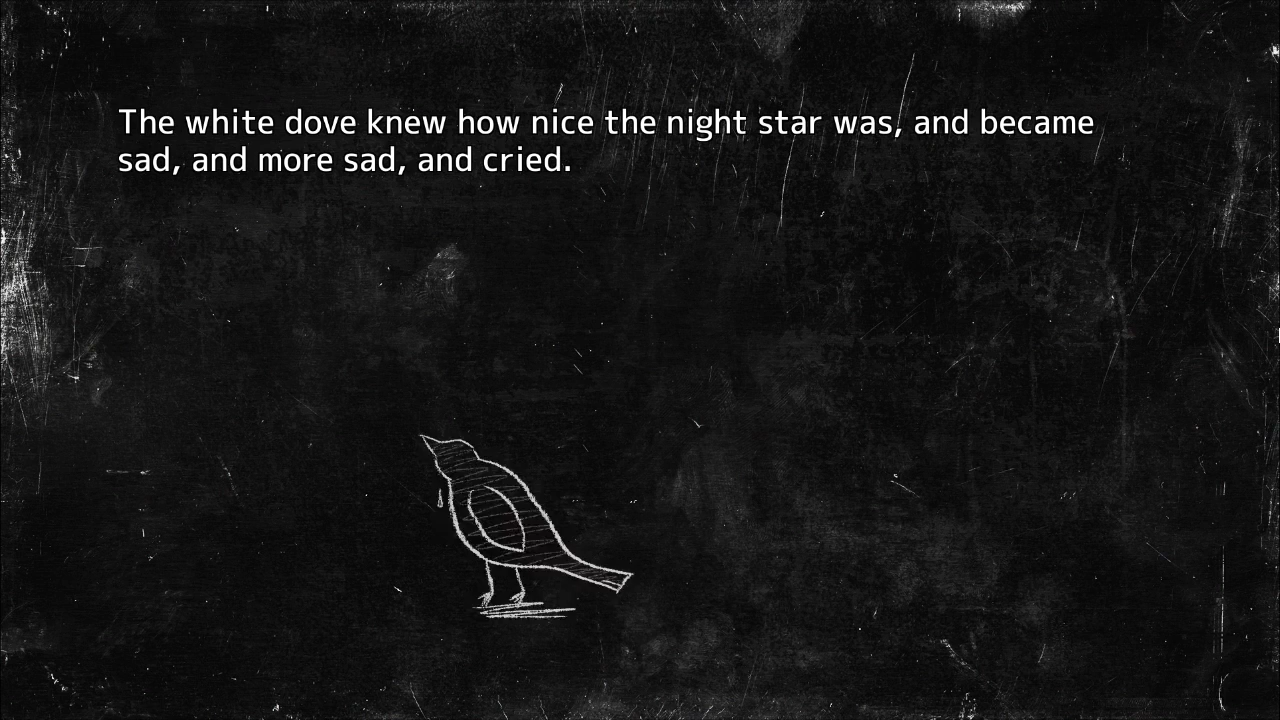 The white dove knew how nice the night star was, and became
sad, and more sad, and cried.